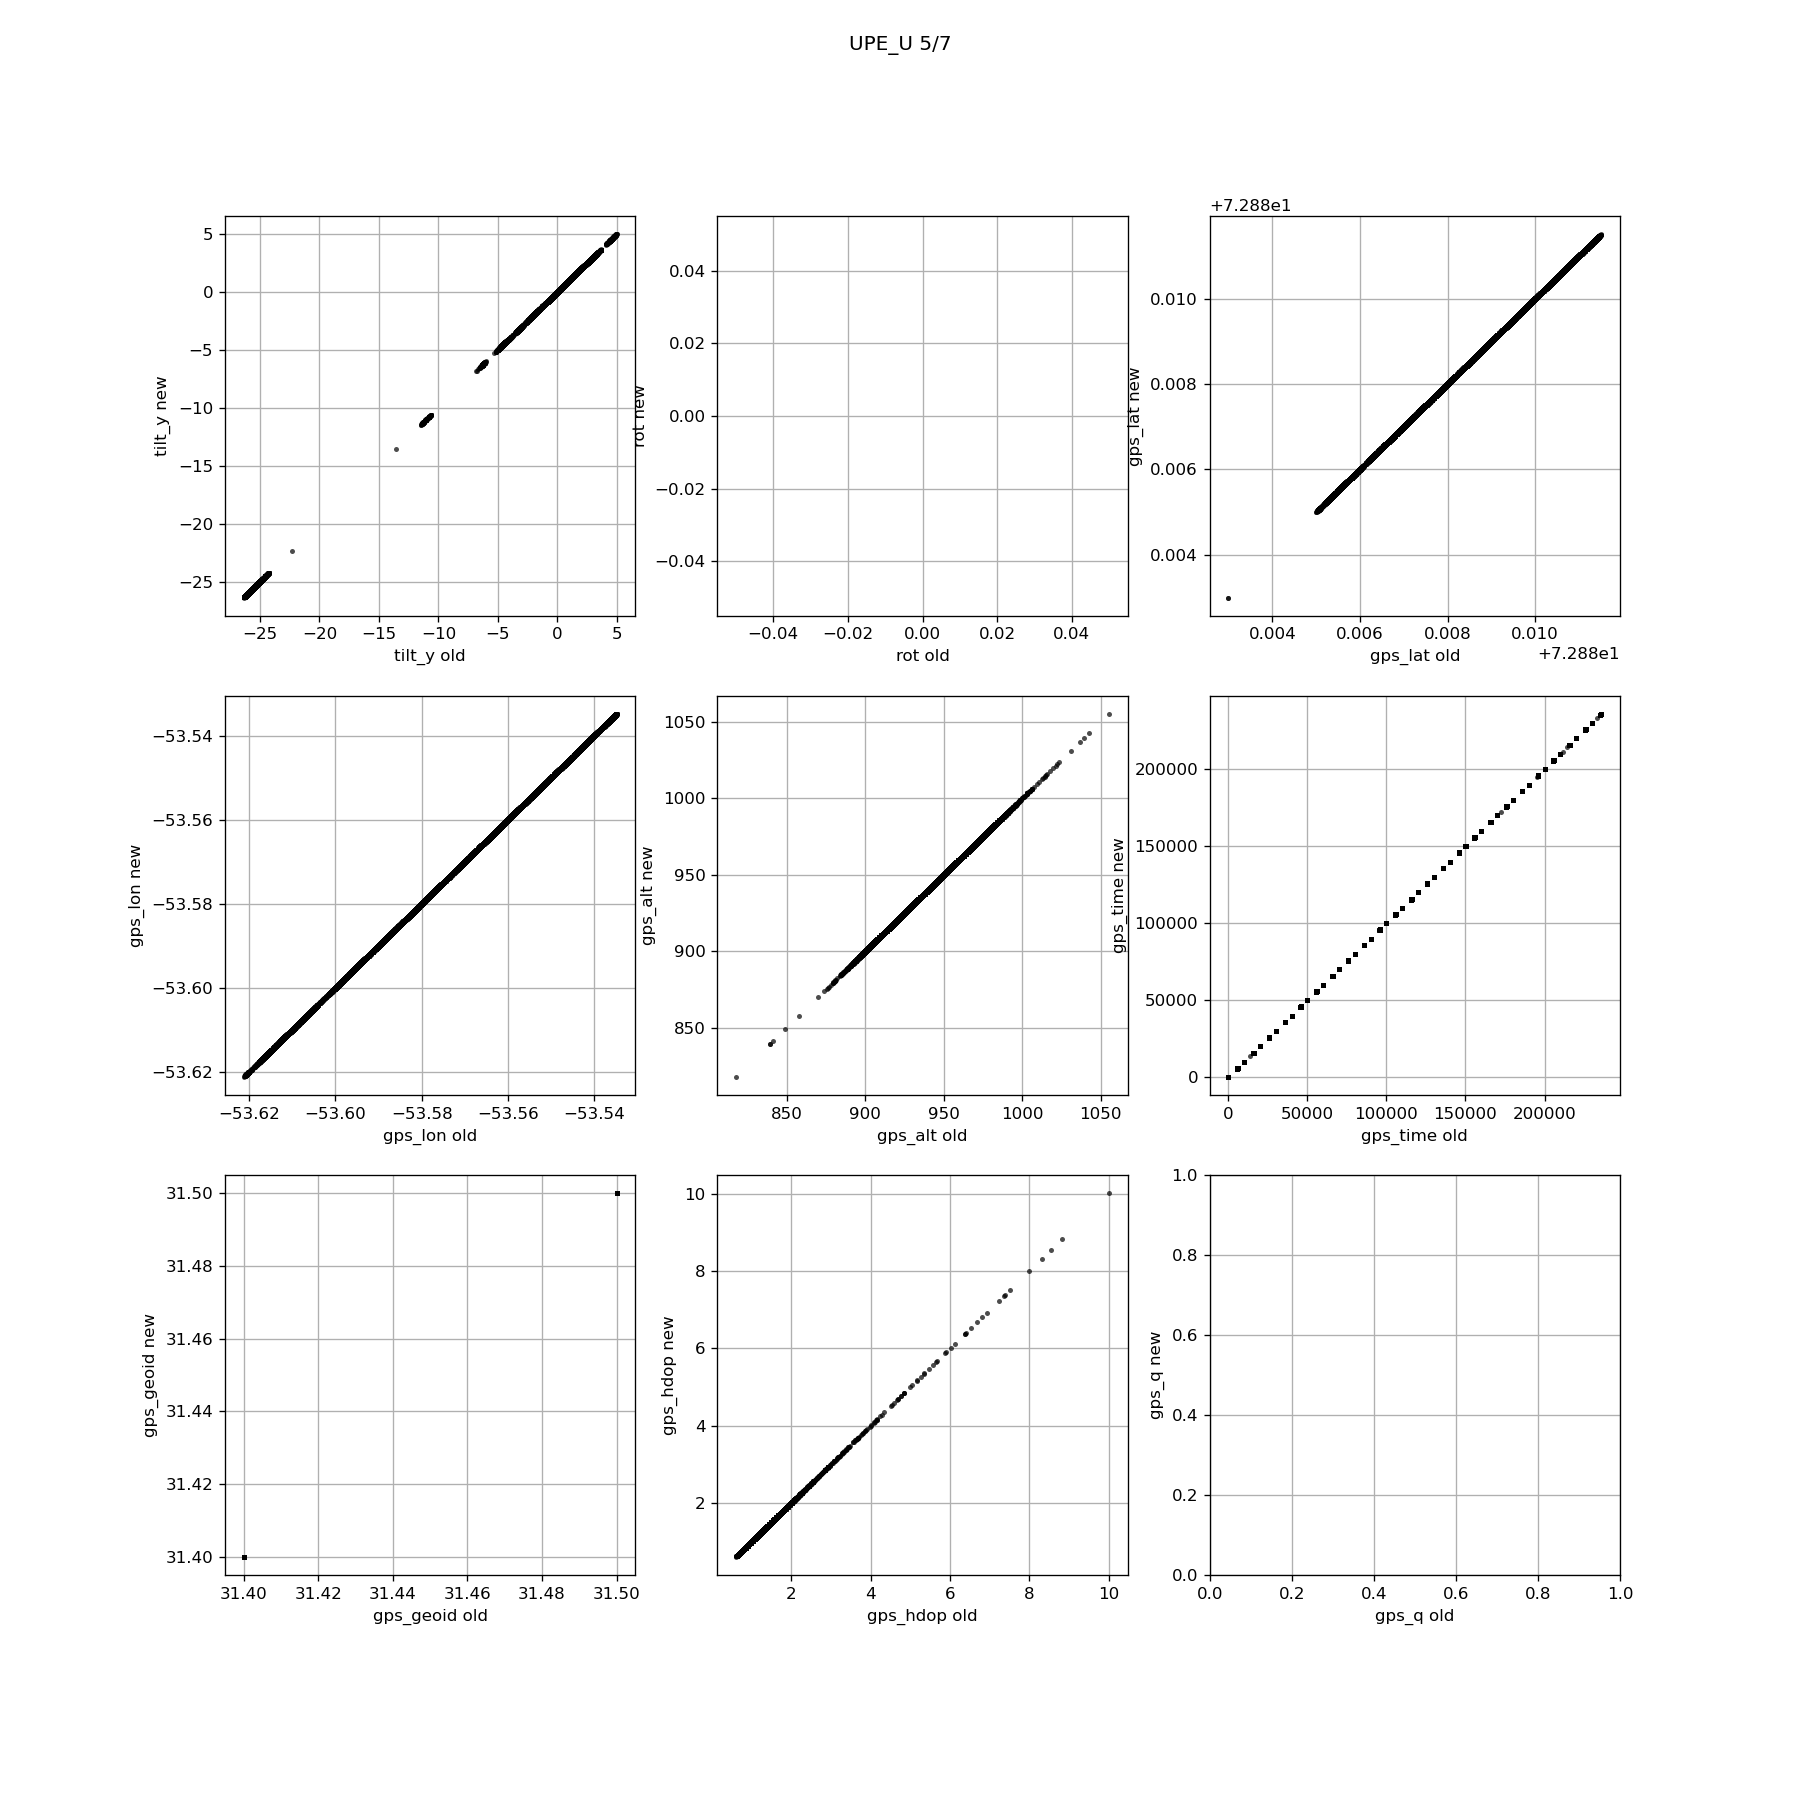 UPE_U 5/7
5
0
−5
−10
−15
−20
−25
tilt_y new
−25 −20 −15 −10 −5 0 5
tilt_y old
0.04
0.02
0.00
−0.02
−0.04
rot new
−0.04 −0.02 0.00 0.02 0.04
rot old
+7.288e1
0.010
0.008
0.006
0.004
gps_lat new
0.004 0.006 0.008 0.010
gps_lat old
+7.288e1
−53.54
−53.56
−53.58
−53.60
−53.62
gps_lon new
−53.62 −53.60 −53.58 −53.56 −53.54
gps_lon old
1050
1000
950
900
850
gps_alt new
850 900 950 1000 1050
gps_alt old
200000
150000
100000
50000
0
gps_time new
0 50000 100000 150000 200000
gps_time old
31.50
31.48
31.46
31.44
31.42
31.40
gps_geoid new
31.40 31.42 31.44 31.46 31.48 31.50
gps_geoid old
10
8
6
4
2
gps_hdop new
2 4 6 8 10
gps_hdop old
1.0
0.8
0.6
0.4
0.2
0.0
gps_q new
0.0 0.2 0.4 0.6 0.8 1.0
gps_q old